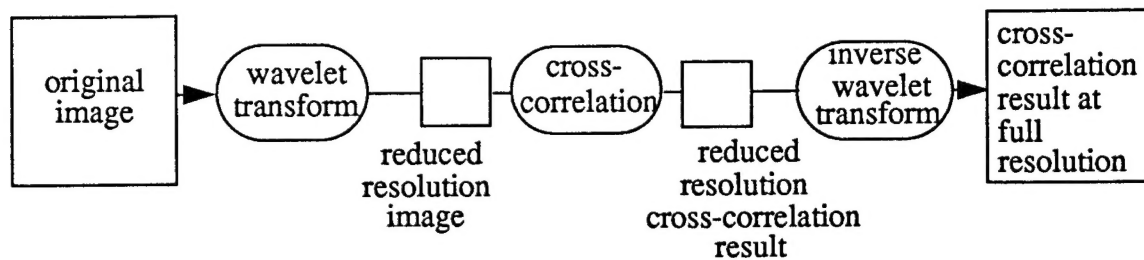 original
image
wavelet
transform
reduced
resolution
image
cross-
correlation
reduced
resolution
cross-correlation
result
inverse
wavelet
transform
cross-
correlation
result at
full
resolution